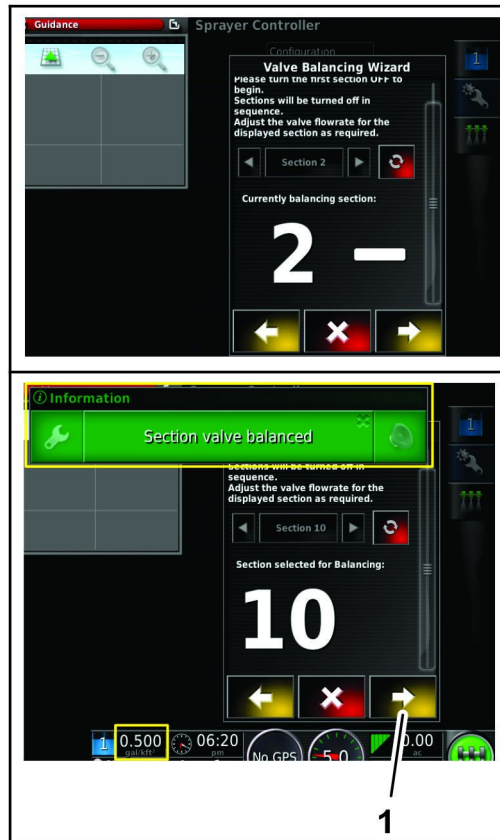 Guidance
Sprayer Controller
Configuration
1
Valve Balancing Wizard
Please turn the first section OFF to
begin.
Sections will be turned off in
sequence.
Adjust the valve flowrate for the
displayed section as required.
Section 2
Currently balancing section:
2 –
Information
Section valve balanced
1
Sections will be turned off in
sequence.
Adjust the valve flowrate for the
displayed section as required.
Section 10
Section selected for Balancing:
10
1 0.500 06:20 No GPS 5.0 0.00
gal/kft² pm ac
1